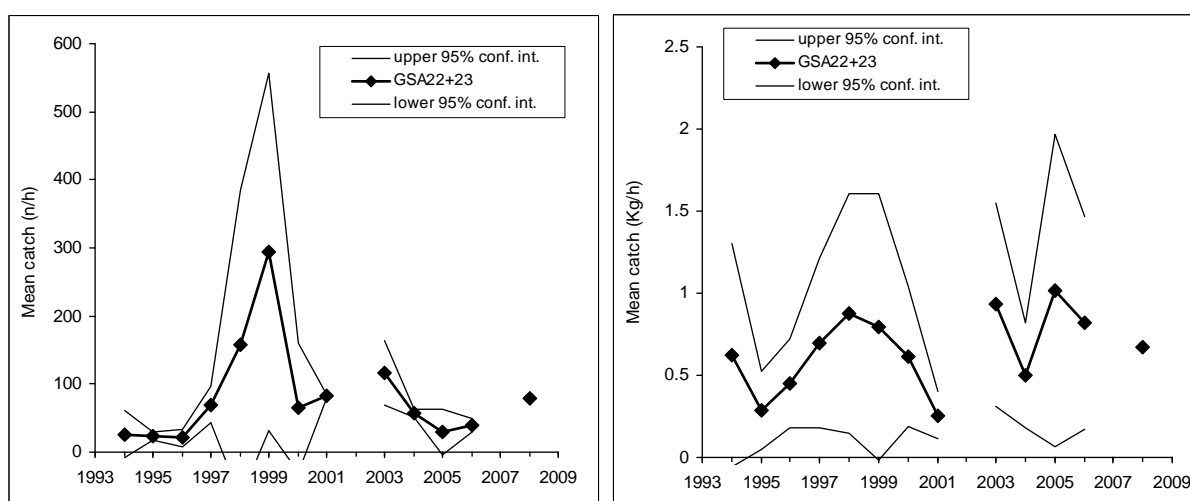 upper 95% conf. int.
GSA22+23
lower 95% conf. int.
Mean catch (n/h)
600
500
400
300
200
100
0
1993 1995 1997 1999 2001 2003 2005 2007 2009
upper 95% conf. int.
GSA22+23
lower 95% conf. int.
Mean catch (Kg/h)
2.5
2
1.5
1
0.5
0
1993 1995 1997 1999 2001 2003 2005 2007 2009